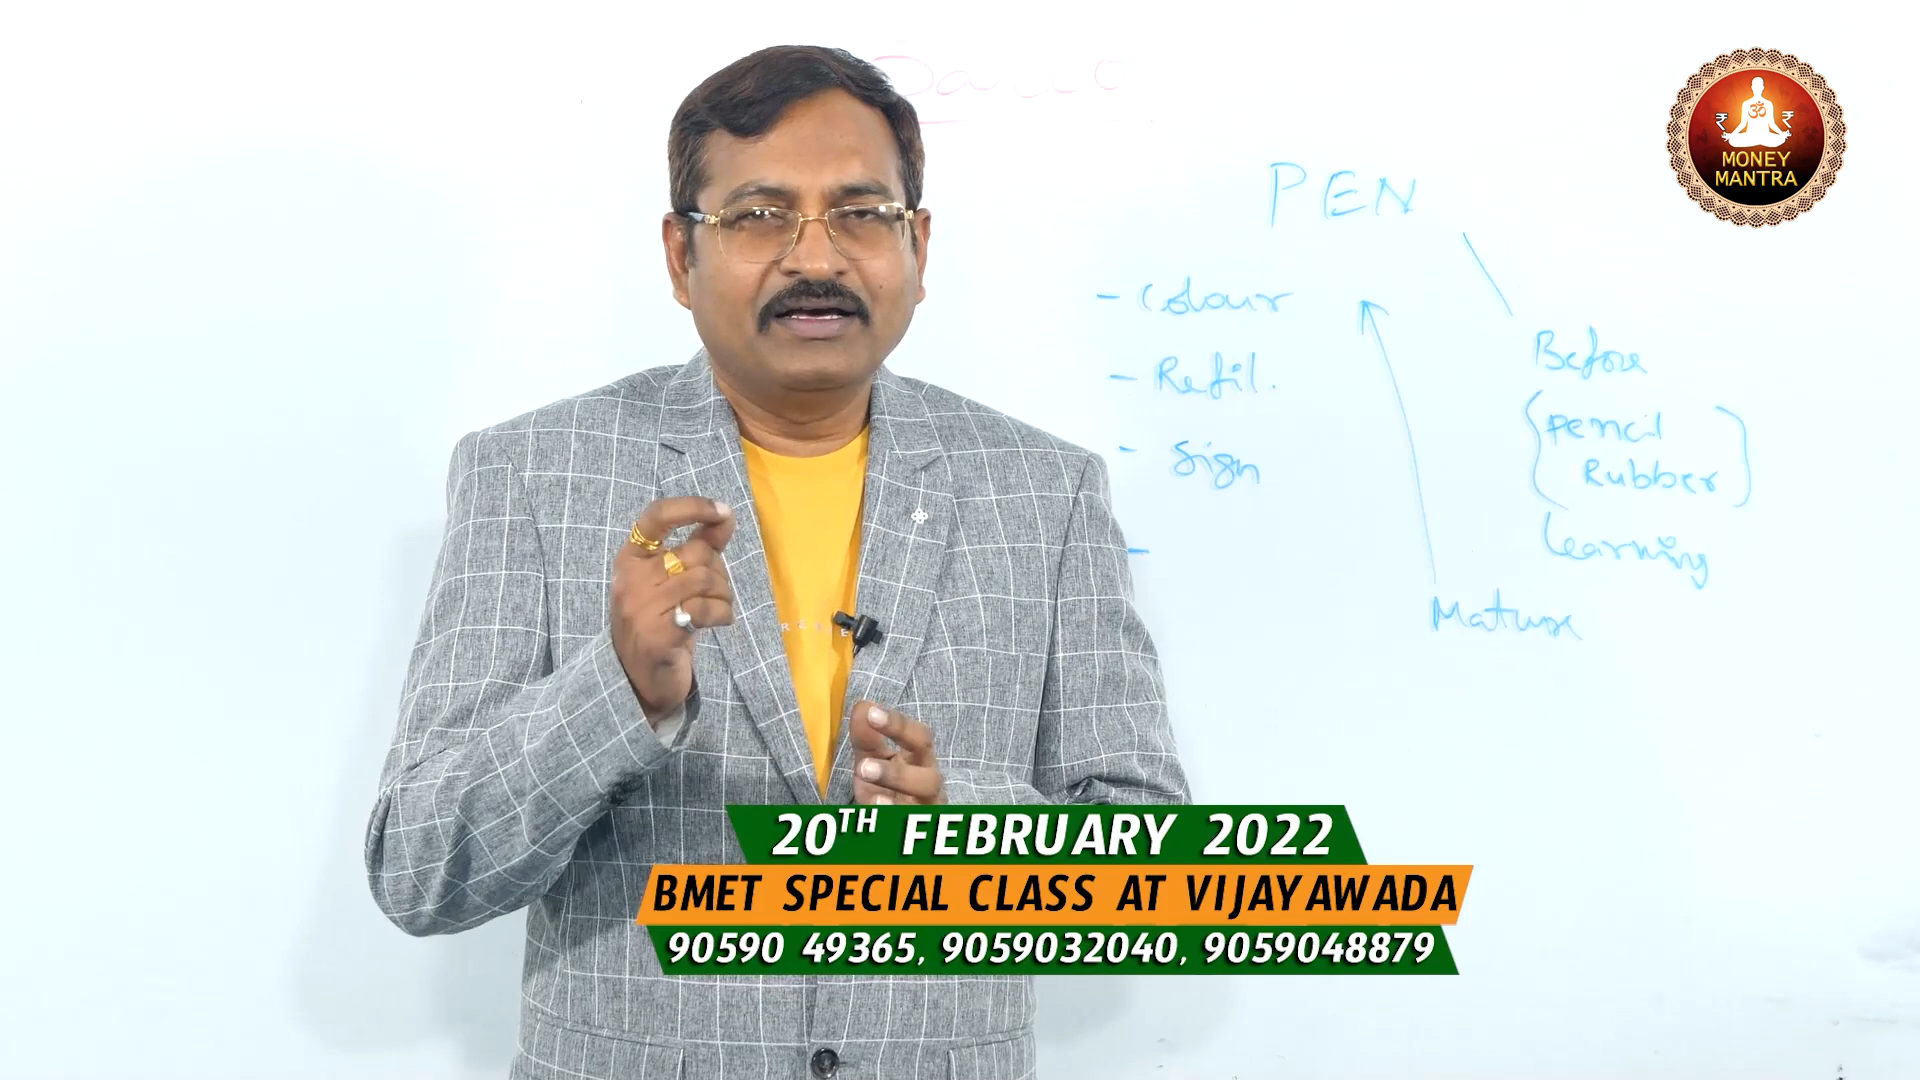 MONEY
MANTRA
PEN
- Colour
- Refil.
- Sign
-
Before
(Pencil
Rubber)
Learning
Mature
20TH FEBRUARY 2022
BMET SPECIAL CLASS AT VIJAYAWADA
90590 49365, 9059032040, 9059048879